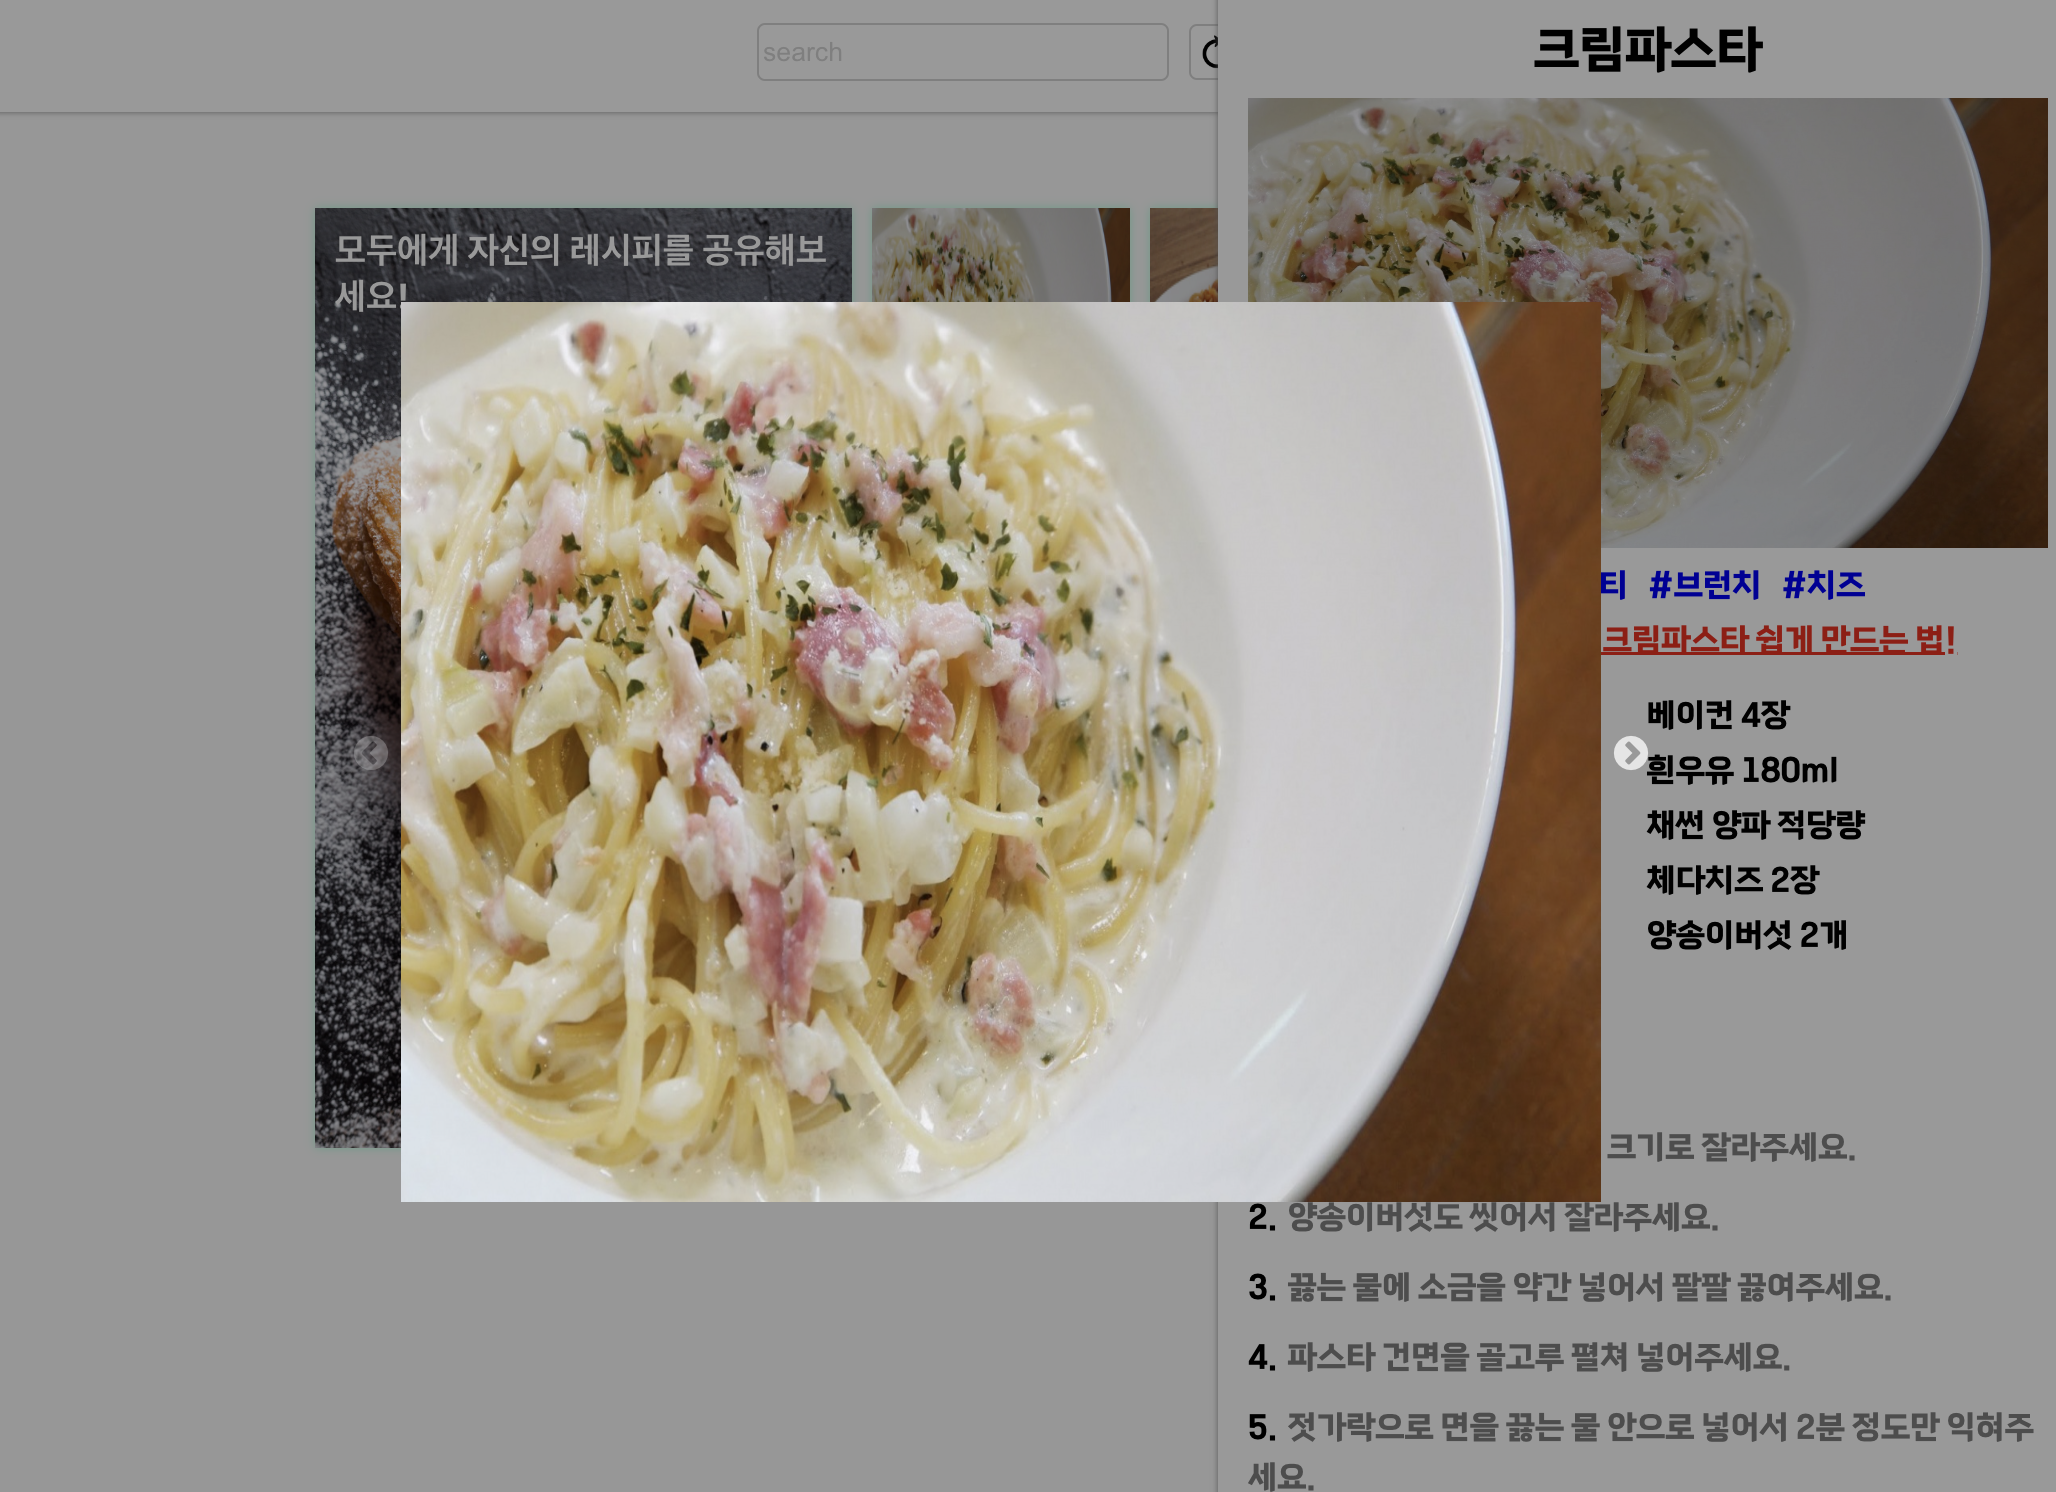 search
크림파스타
모두에게 자신의 레시피를 공유해보
세요!
#브런치 #치즈
크림파스타 쉽게 만드는 법!
베이컨 4장
흰우유 180ml
채썬 양파 적당량
체다치즈 2장
양송이버섯 2개
크기로 잘라주세요.
2. 양송이버섯도 씻어서 잘라주세요.
3. 끓는 물에 소금을 약간 넣어서 팔팔 끓여주세요.
4. 파스타 건면을 골고루 펼쳐 넣어주세요.
5. 젓가락으로 면을 끓는 물 안으로 넣어서 2분 정도만 익혀주
세요.